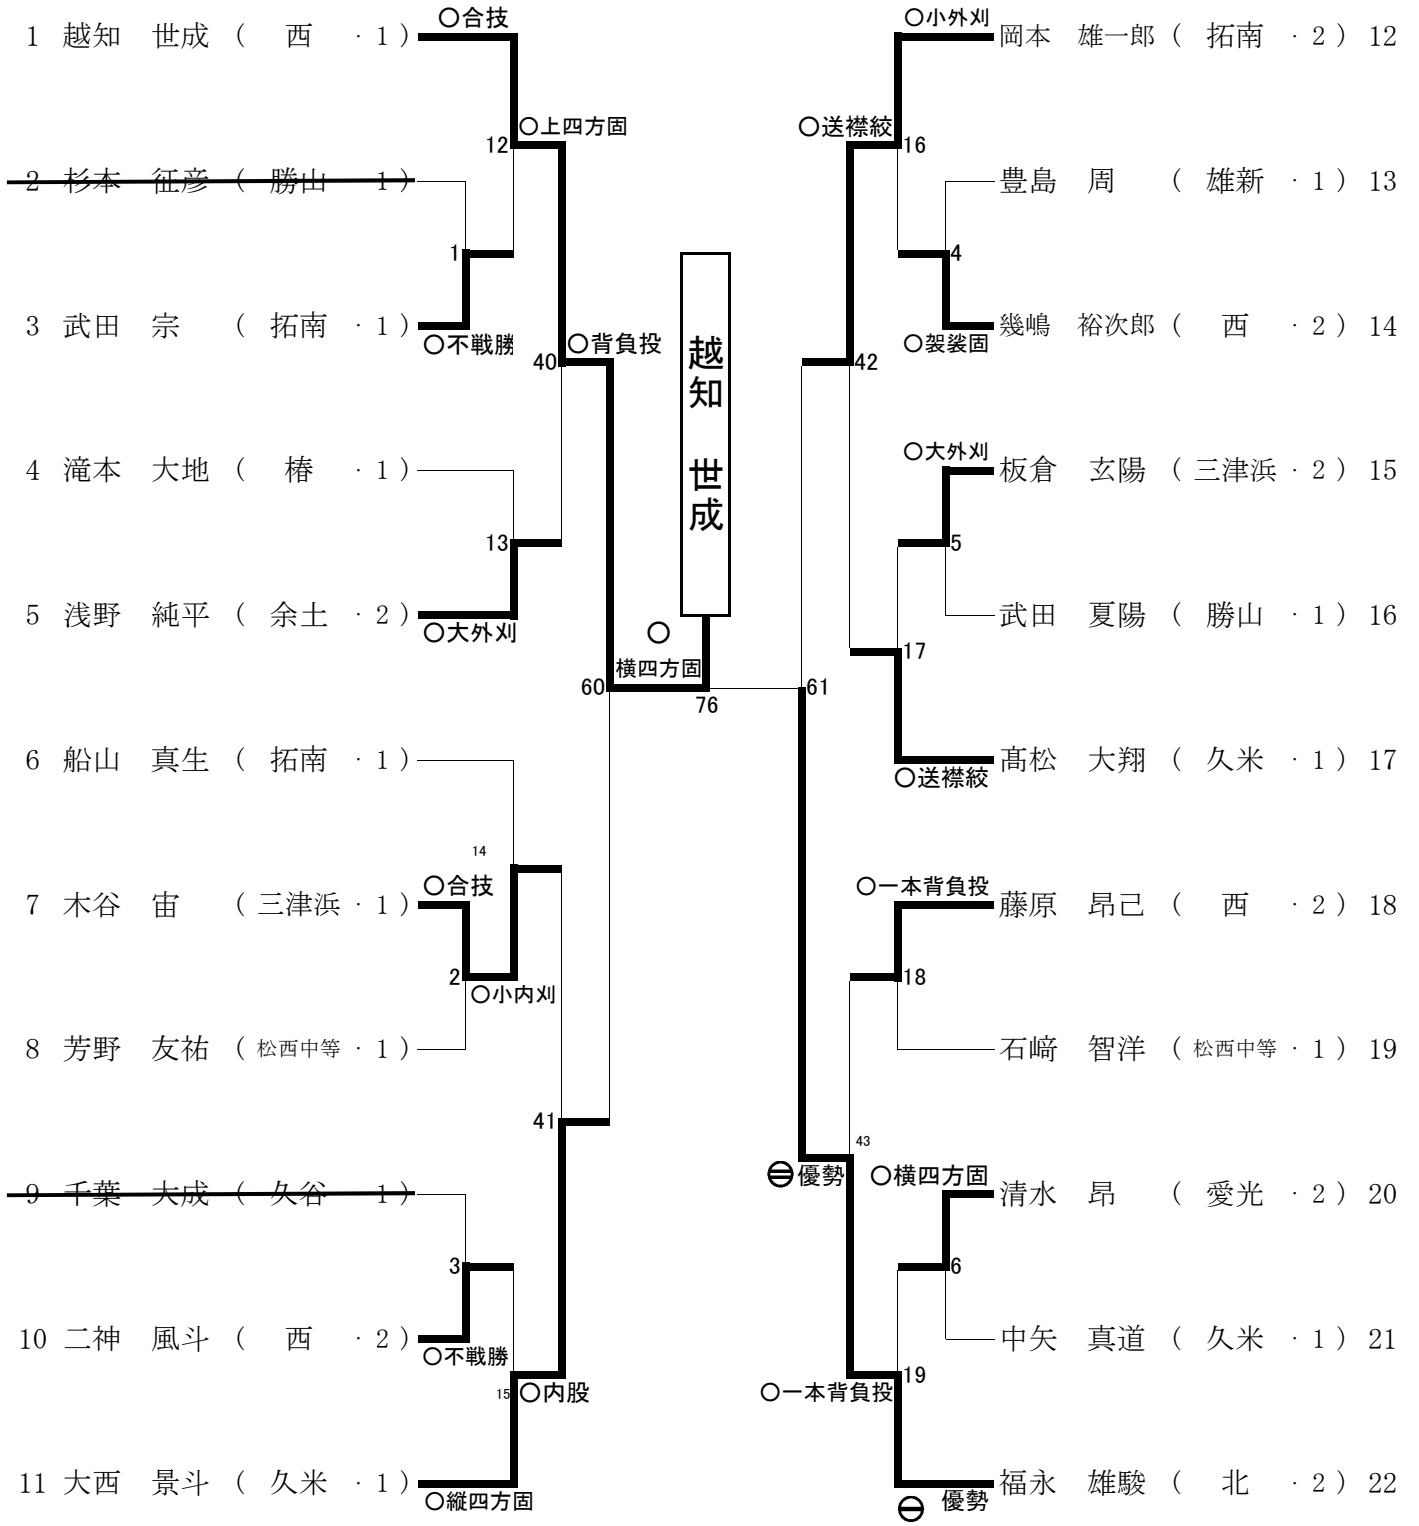 ○合技
1 越知 世成 ( 西 ・ 1 )
12
○上四方固
2 杉本 征彦 ( 勝山 1 )
1
3 武田 宗 ( 拓南 ・ 1 )
○不戦勝
40
○背負投
4 滝本 大地 ( 椿 ・ 1 )
13
5 浅野 純平 ( 余土 ・ 2 )
○大外刈
60
6 船山 真生 ( 拓南 ・ 1 )
14
○合技
7 木谷 宙 ( 三津浜 ・ 1 )
2
○小内刈
8 芳野 友祐 ( 松西中等 ・ 1 )
41
9 千葉 大成 ( 久谷 1 )
3
10 二神 風斗 ( 西 ・ 2 )
○不戦勝
15
○内股
11 大西 景斗 ( 久米 ・ 1 )
○縦四方固
越知 世成
○
横四方固
76
○小外刈
岡本 雄一郎 ( 拓南 ・ 2 ) 12
○送襟絞
16
豊島 周 ( 雄新 ・ 1 ) 13
4
幾嶋 裕次郎 ( 西 ・ 2 ) 14
○袈裟固
42
○大外刈
板倉 玄陽 ( 三津浜 ・ 2 ) 15
5
武田 夏陽 ( 勝山 ・ 1 ) 16
17
61
髙松 大翔 ( 久米 ・ 1 ) 17
○送襟絞
○一本背負投
藤原 昂己 ( 西 ・ 2 ) 18
18
石﨑 智洋 ( 松西中等 ・ 1 ) 19
43
優勢
○横四方固
清水 昂 ( 愛光 ・ 2 ) 20
6
中矢 真道 ( 久米 ・ 1 ) 21
19
○一本背負投
福永 雄駿 ( 北 ・ 2 ) 22
優勢